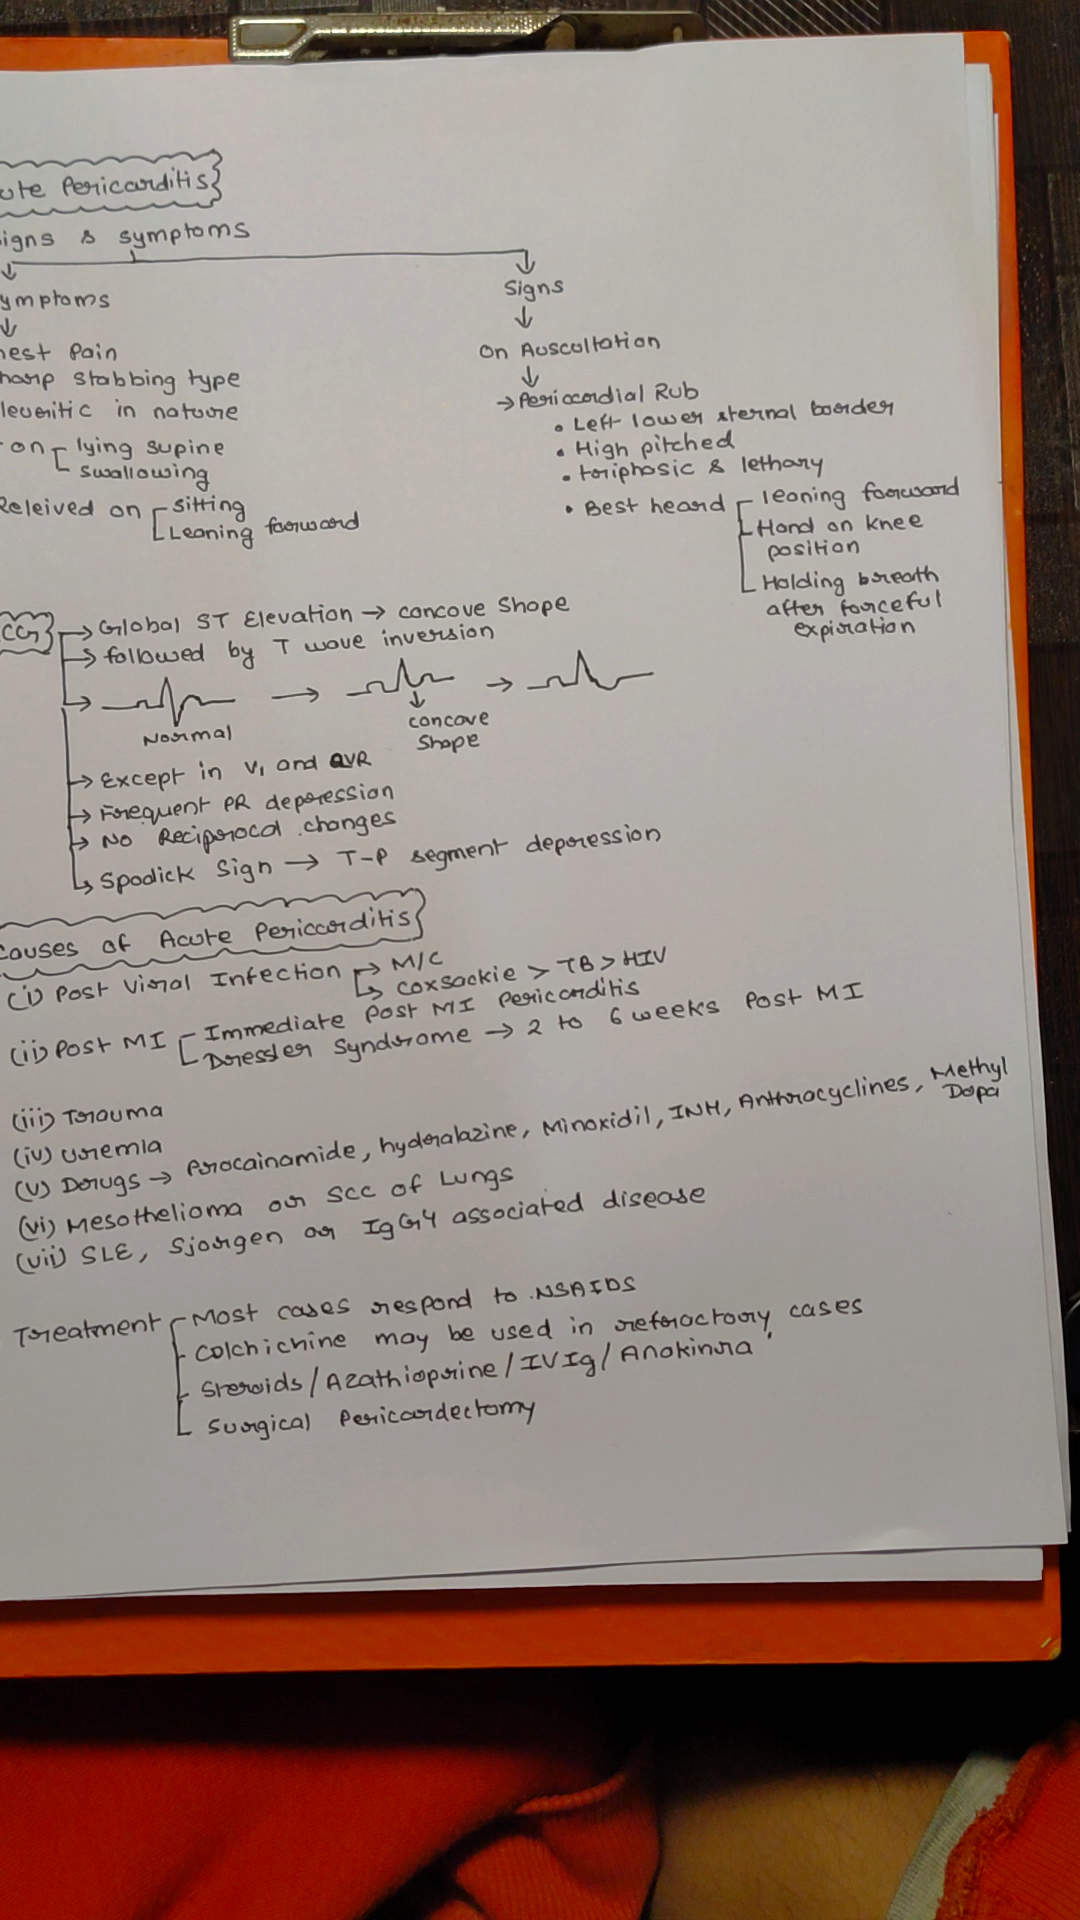 ute Pericarditis
igns & symptoms
ymptoms
Signs
hest Pain
harp stabbing type
leuritic in nature
on lying supine
swallowing
Releived on sitting
Leaning forward
On Auscultation
→ Pericardial Rub
• Left lower sternal border
• High pitched
• triphasic &
• Best heard leaning forward
Hand on knee
position
Holding breath
after forceful
expiration
CG → Global ST Elevation → concave Shape
→ followed by T wave inversion
Normal
concave
Shape
→ Except in V1 and aVR
→ Frequent PR depression
→ No Reciprocal changes
→ Spodick Sign → T-P segment depression
Causes of Acute Pericarditis
(i) Post Viral Infection → M/C
→ coxsackie > TB > HIV
(ii) Post MI Immediate Post MI Pericarditis
Dressler Syndrome → 2 to 6 weeks Post MI
(iii) Trauma
(iv) uremia
(v) Drugs → Procainamide, hyderalazine, Minoxidil, INH, Anthracyclines, Methyl
Dopa
(vi) Mesothelioma or SCC of Lungs
(vii) SLE, Sjorgen or IgG4 associated disease
Treatment Most cases respond to NSAIDS
Colchichine may be used in refractory cases
Steroids / Azathioprine / IVIg / Anakinra
Surgical Pericardectomy